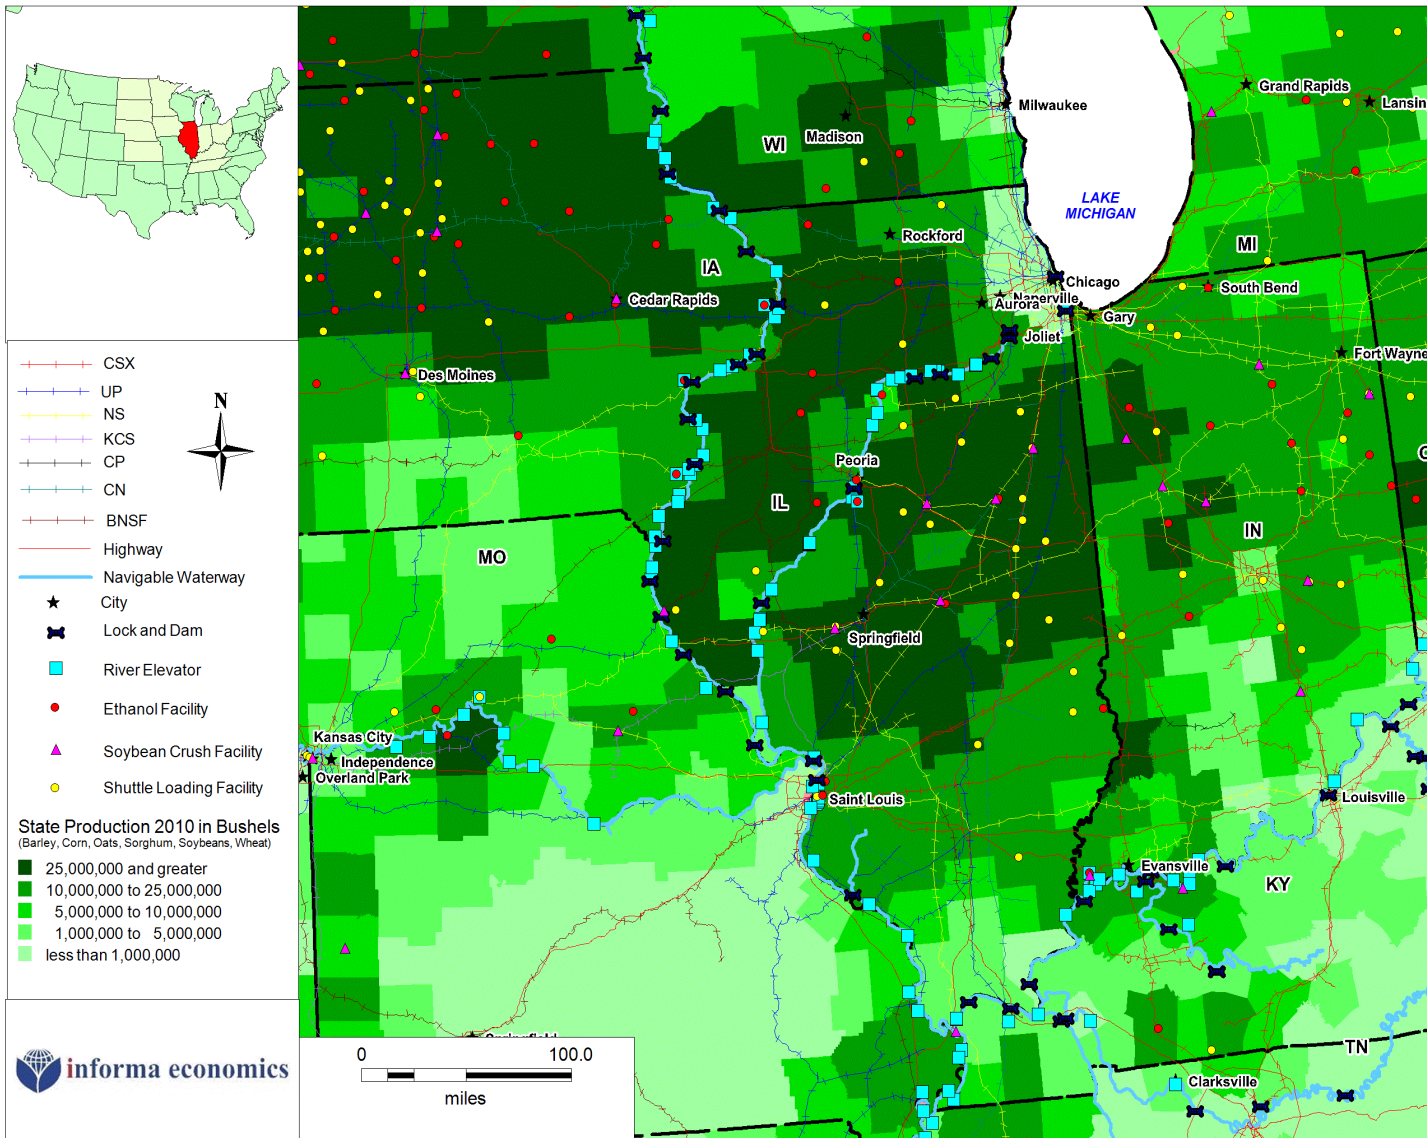 WI
Madison
Milwaukee
Grand Rapids
Lansin
LAKE
MICHIGAN
Rockford
MI
IA
Cedar Rapids
Chicago
Naperville
Aurora
South Bend
Gary
Joliet
Fort Wayne
Des Moines
Peoria
IL
IN
MO
Springfield
Kansas City
Independence
Overland Park
Saint Louis
Louisville
Evansville
KY
TN
Clarksville
CSX
UP
NS
KCS
CP
CN
BNSF
Highway
Navigable Waterway
City
Lock and Dam
River Elevator
Ethanol Facility
Soybean Crush Facility
Shuttle Loading Facility
N
State Production 2010 in Bushels
(Barley, Corn, Oats, Sorghum, Soybeans, Wheat)
25,000,000 and greater
10,000,000 to 25,000,000
5,000,000 to 10,000,000
1,000,000 to 5,000,000
less than 1,000,000
informa economics
Springfield
0 100.0
miles